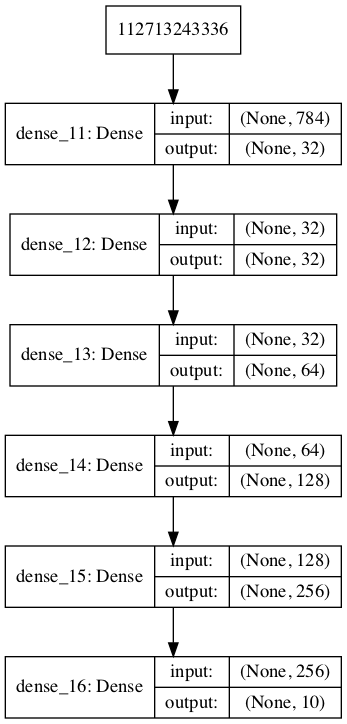 112713243336
dense_11: Dense
input: (None, 784)
output: (None, 32)
dense_12: Dense
input: (None, 32)
output: (None, 32)
dense_13: Dense
input: (None, 32)
output: (None, 64)
dense_14: Dense
input: (None, 64)
output: (None, 128)
dense_15: Dense
input: (None, 128)
output: (None, 256)
dense_16: Dense
input: (None, 256)
output: (None, 10)